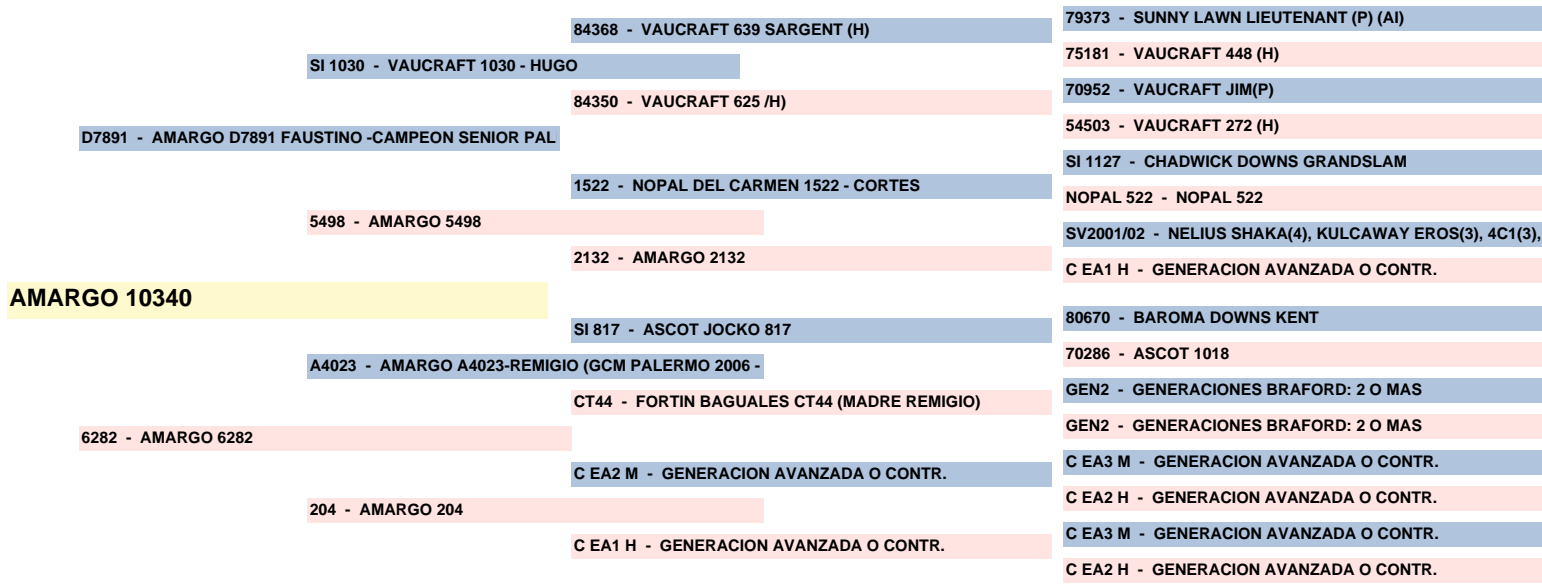 79373 - SUNNY LAWN LIEUTENANT (P) (AI)
84368 - VAUCRAFT 639 SARGENT (H)
75181 - VAUCRAFT 448 (H)
SI 1030 - VAUCRAFT 1030 - HUGO
70952 - VAUCRAFT JIM(P)
84350 - VAUCRAFT 625 /H)
54503 - VAUCRAFT 272 (H)
D7891 - AMARGO D7891 FAUSTINO -CAMPEON SENIOR PAL
SI 1127 - CHADWICK DOWNS GRANDSLAM
1522 - NOPAL DEL CARMEN 1522 - CORTES
NOPAL 522 - NOPAL 522
5498 - AMARGO 5498
SV2001/02 - NELIUS SHAKA(4), KULCAWAY EROS(3), 4C1(3),
2132 - AMARGO 2132
C EA1 H - GENERACION AVANZADA O CONTR.
AMARGO 10340
80670 - BAROMA DOWNS KENT
SI 817 - ASCOT JOCKO 817
70286 - ASCOT 1018
A4023 - AMARGO A4023-REMIGIO (GCM PALERMO 2006 -
GEN2 - GENERACIONES BRAFORD: 2 O MAS
CT44 - FORTIN BAGUALES CT44 (MADRE REMIGIO)
GEN2 - GENERACIONES BRAFORD: 2 O MAS
6282 - AMARGO 6282
C EA3 M - GENERACION AVANZADA O CONTR.
C EA2 M - GENERACION AVANZADA O CONTR.
C EA2 H - GENERACION AVANZADA O CONTR.
204 - AMARGO 204
C EA3 M - GENERACION AVANZADA O CONTR.
C EA1 H - GENERACION AVANZADA O CONTR.
C EA2 H - GENERACION AVANZADA O CONTR.